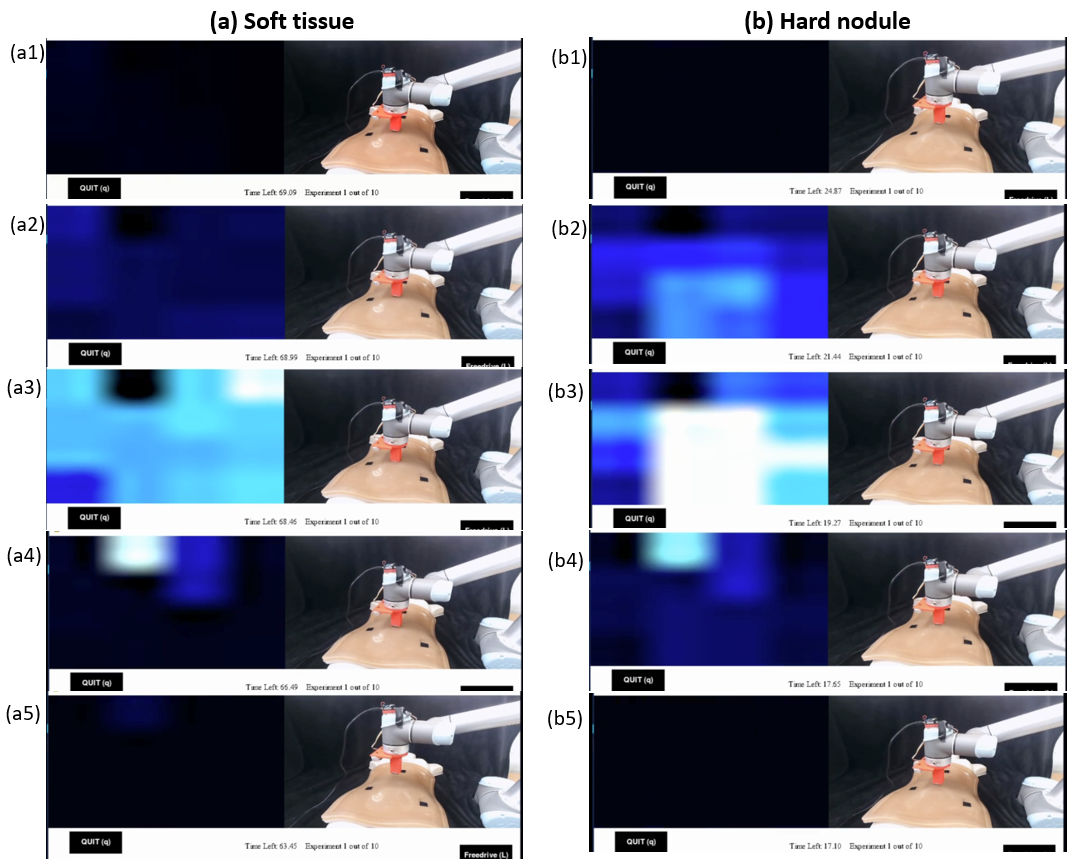 (a) Soft tissue
(b) Hard nodule
(a1)
QUIT (q)
Time Left: 69.09 Experiment 1 out of 10
(b1)
QUIT (q)
Time Left: 24.87 Experiment 1 out of 10
(a2)
QUIT (q)
Time Left: 68.99 Experiment 1 out of 10
Freedrive (L)
(b2)
QUIT (q)
Time Left: 21.44 Experiment 1 out of 10
(a3)
QUIT (q)
Time Left: 68.46 Experiment 1 out of 10
(b3)
QUIT (q)
Time Left: 19.27 Experiment 1 out of 10
(a4)
QUIT (q)
Time Left: 66.49 Experiment 1 out of 10
(b4)
QUIT (q)
Time Left: 17.65 Experiment 1 out of 10
(a5)
QUIT (q)
Time Left: 63.45 Experiment 1 out of 10
Freedrive (L)
(b5)
QUIT (q)
Time Left: 17.10 Experiment 1 out of 10